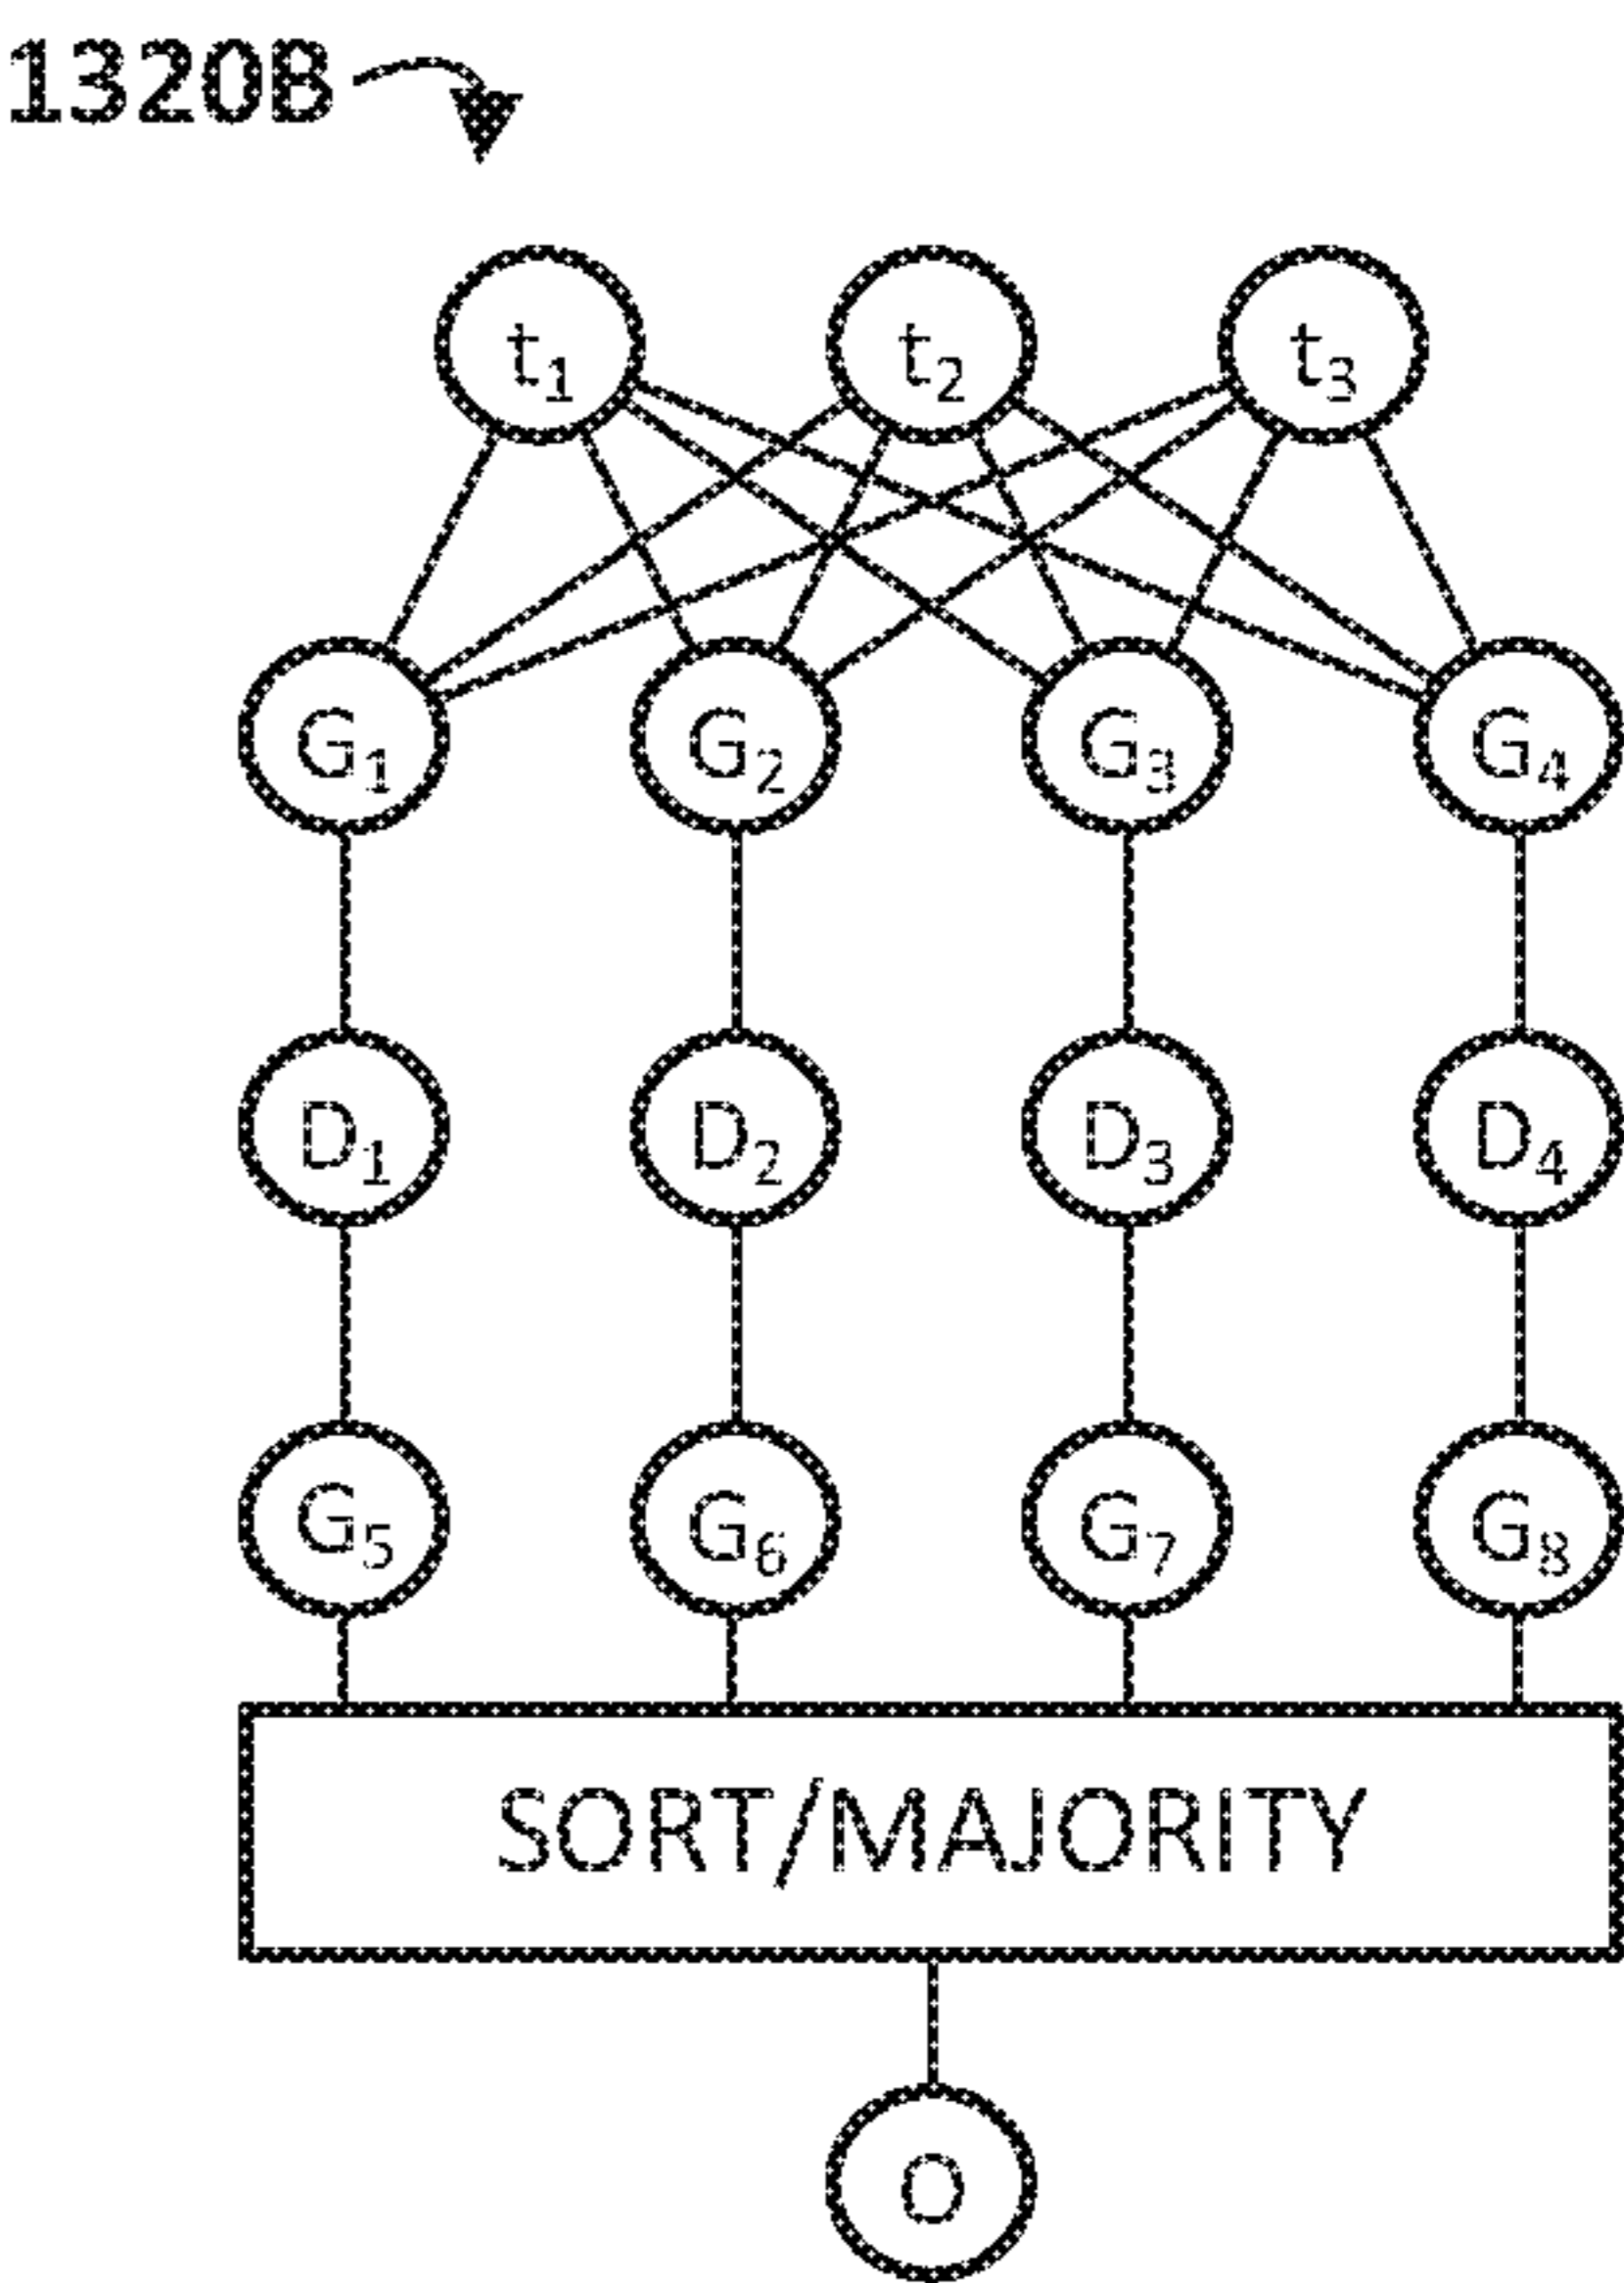 1320B
t1 t2 t3
G1 G2 G3 G4
D1 D2 D3 D4
G5 G6 G7 G8
SORT/MAJORITY
O